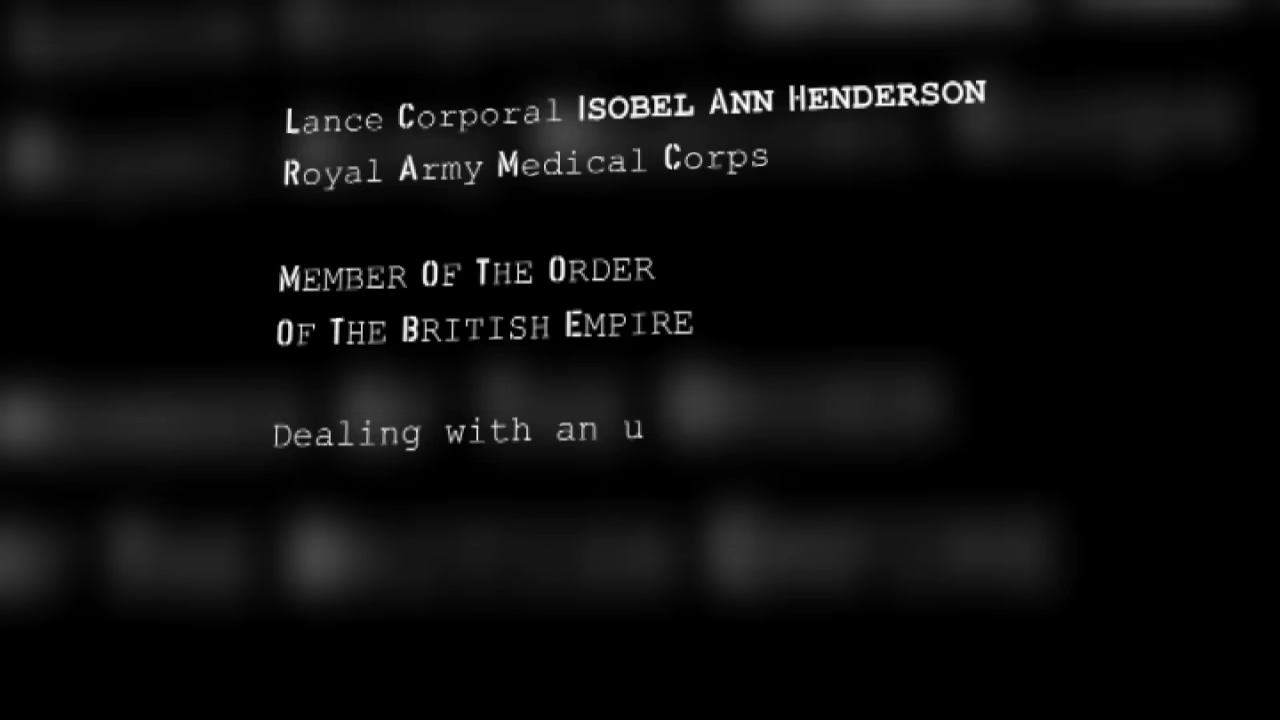 Lance Corporal ISOBEL ANN HENDERSON
Royal Army Medical Corps
MEMBER OF THE ORDER
OF THE BRITISH EMPIRE
Dealing with an u